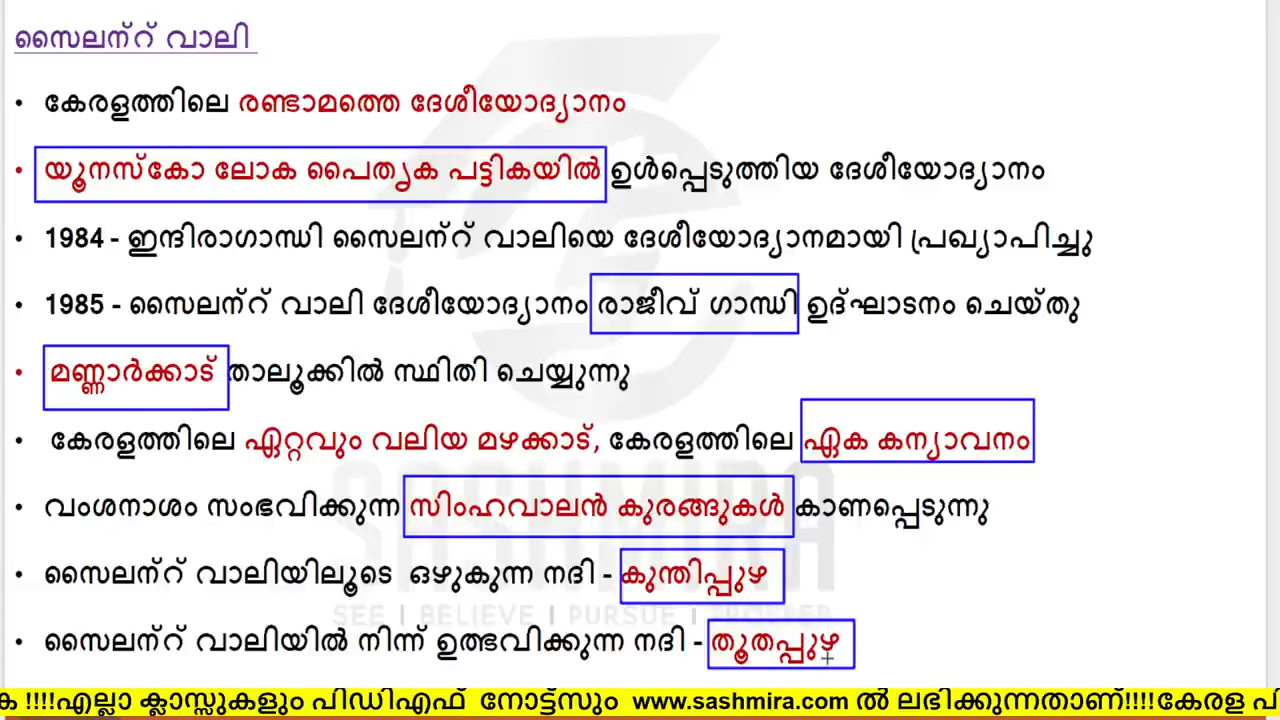 സൈലന്റ് വാലി
• കേരളത്തിലെ രണ്ടാമത്തെ ദേശീയോദ്യാനം
• യൂനസ്കോ ലോക പൈതൃക പട്ടികയിൽ ഉൾപ്പെടുത്തിയ ദേശീയോദ്യാനം
• 1984 - ഇന്ദിരാഗാന്ധി സൈലന്റ് വാലിയെ ദേശീയോദ്യാനമായി പ്രഖ്യാപിച്ചു
• 1985 - സൈലന്റ് വാലി ദേശീയോദ്യാനം രാജീവ് ഗാന്ധി ഉദ്ഘാടനം ചെയ്തു
• മണ്ണാർക്കാട് താലൂക്കിൽ സ്ഥിതി ചെയ്യുന്നു
• കേരളത്തിലെ ഏറ്റവും വലിയ മഴക്കാട്, കേരളത്തിലെ ഏക കന്യാവനം
• വംശനാശം സംഭവിക്കുന്ന സിംഹവാലൻ കുരങ്ങുകൾ കാണപ്പെടുന്നു
• സൈലന്റ് വാലിയിലൂടെ ഒഴുകുന്ന നദി - കുന്തിപ്പുഴ
• സൈലന്റ് വാലിയിൽ നിന്ന് ഉത്ഭവിക്കുന്ന നദി - തൂതപ്പുഴ
SASHMIRA
SEE | BELIEVE | PURSUE | PROSPER
!!!!എല്ലാ ക്ലാസ്സുകളും പിഡിഎഫ് നോട്ട്സും www.sashmira.com ൽ ലഭിക്കുന്നതാണ്!!!!കേരള